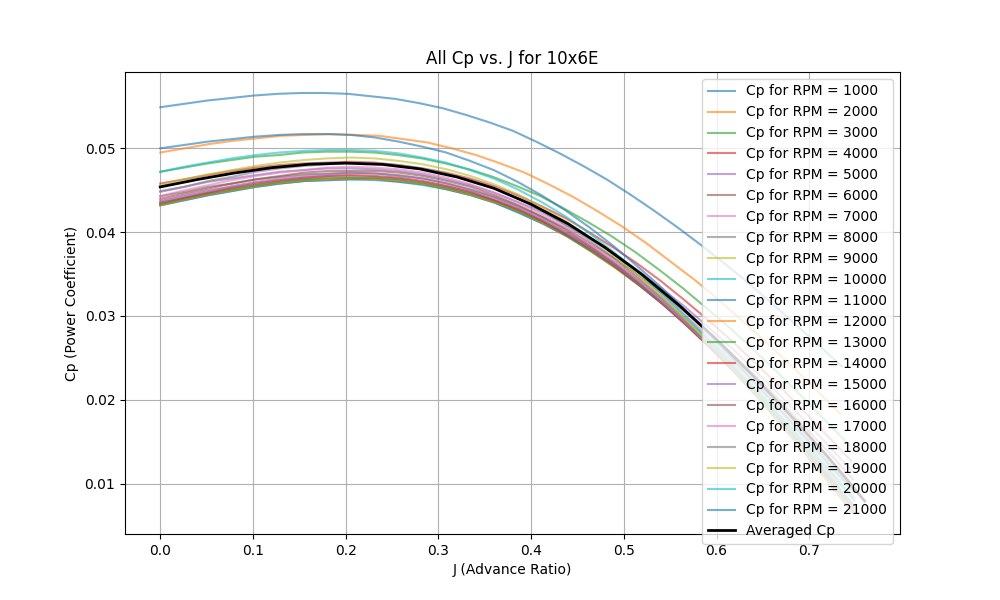 All Cp vs. J for 10x6E
Cp (Power Coefficient)
0.05
0.04
0.03
0.02
0.01
0.0 0.1 0.2 0.3 0.4 0.5 0.6 0.7
J (Advance Ratio)
Cp for RPM = 1000
Cp for RPM = 2000
Cp for RPM = 3000
Cp for RPM = 4000
Cp for RPM = 5000
Cp for RPM = 6000
Cp for RPM = 7000
Cp for RPM = 8000
Cp for RPM = 9000
Cp for RPM = 10000
Cp for RPM = 11000
Cp for RPM = 12000
Cp for RPM = 13000
Cp for RPM = 14000
Cp for RPM = 15000
Cp for RPM = 16000
Cp for RPM = 17000
Cp for RPM = 18000
Cp for RPM = 19000
Cp for RPM = 20000
Cp for RPM = 21000
Averaged Cp